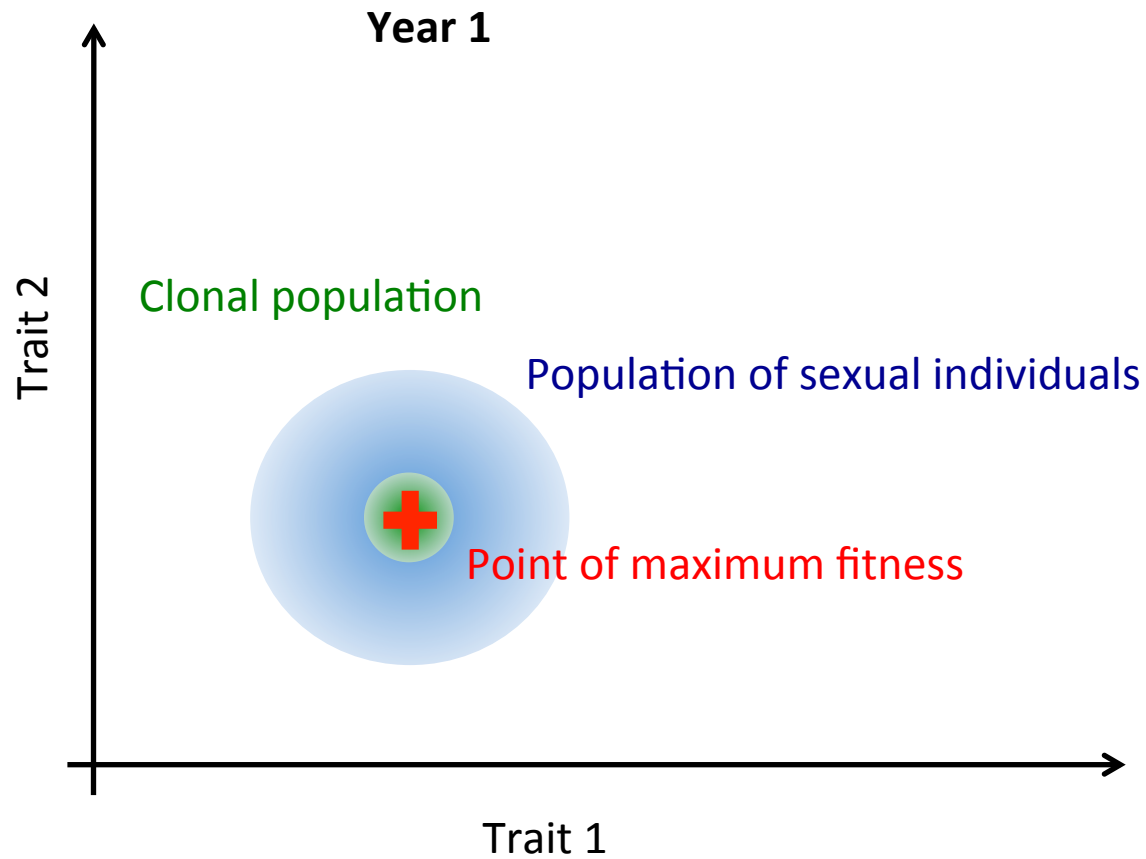 Year 1
Trait 2
Clonal population
Population of sexual individuals
Point of maximum fitness
Trait 1